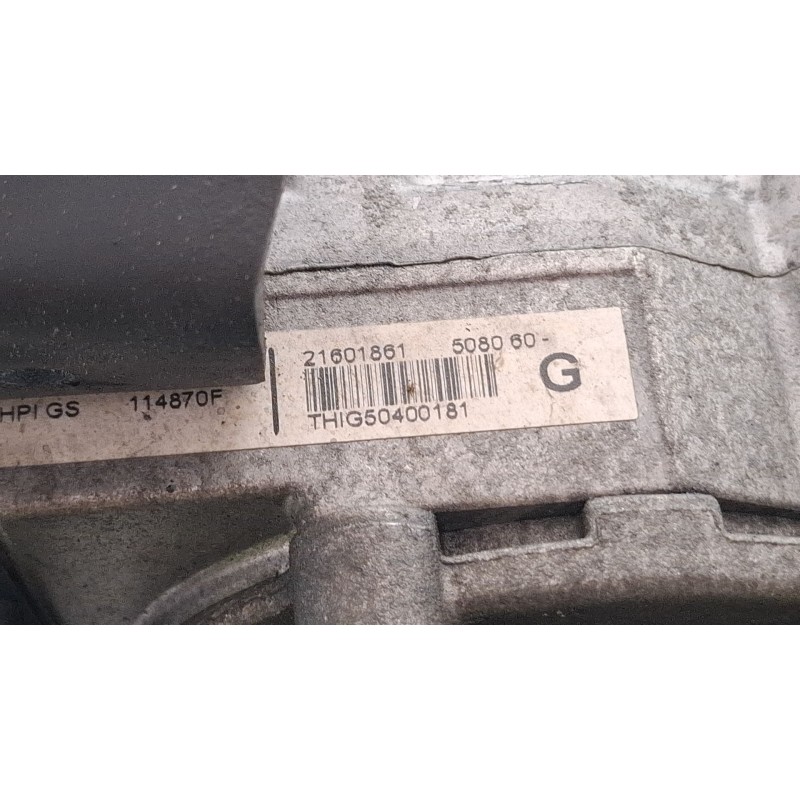 21601861 5080 60 -
G
HPI GS 114870F
THIG50400181